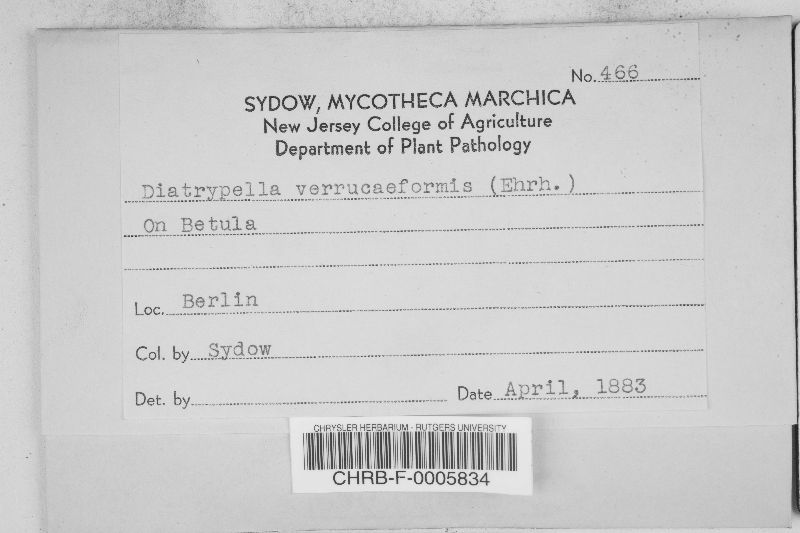 No. 466
SYDOW, MYCOTHECA MARCHICA
New Jersey College of Agriculture
Department of Plant Pathology
Diatrypella verrucaeformis (Ehrh.)
On Betula
Loc. Berlin
Col. by Sydow
Det. by
Date April, 1883
CHRYSLER HERBARIUM - RUTGERS UNIVERSITY
CHRB-F-0005834